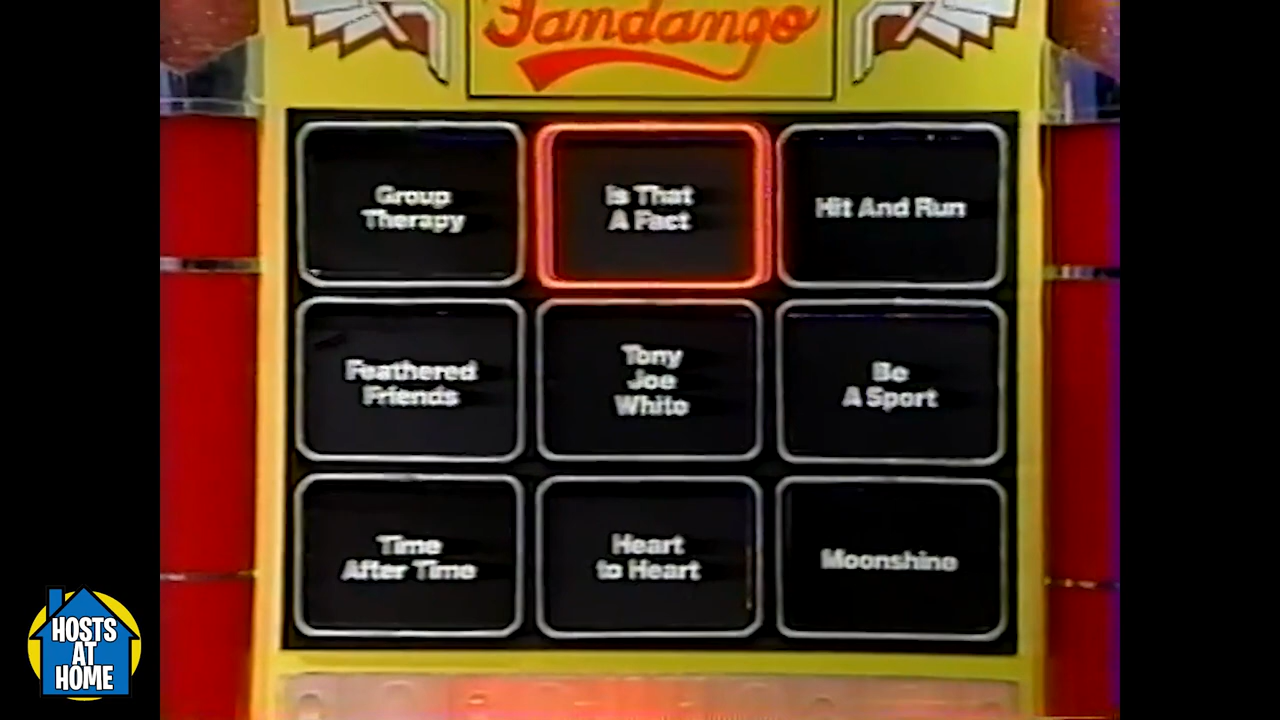 Fandango
Group
Therapy
Is That
A Fact
Hit And Run
Feathered
Friends
Tony
Joe
White
Be
A Sport
Time
After Time
Heart
to Heart
Moonshine
HOSTS
AT
HOME